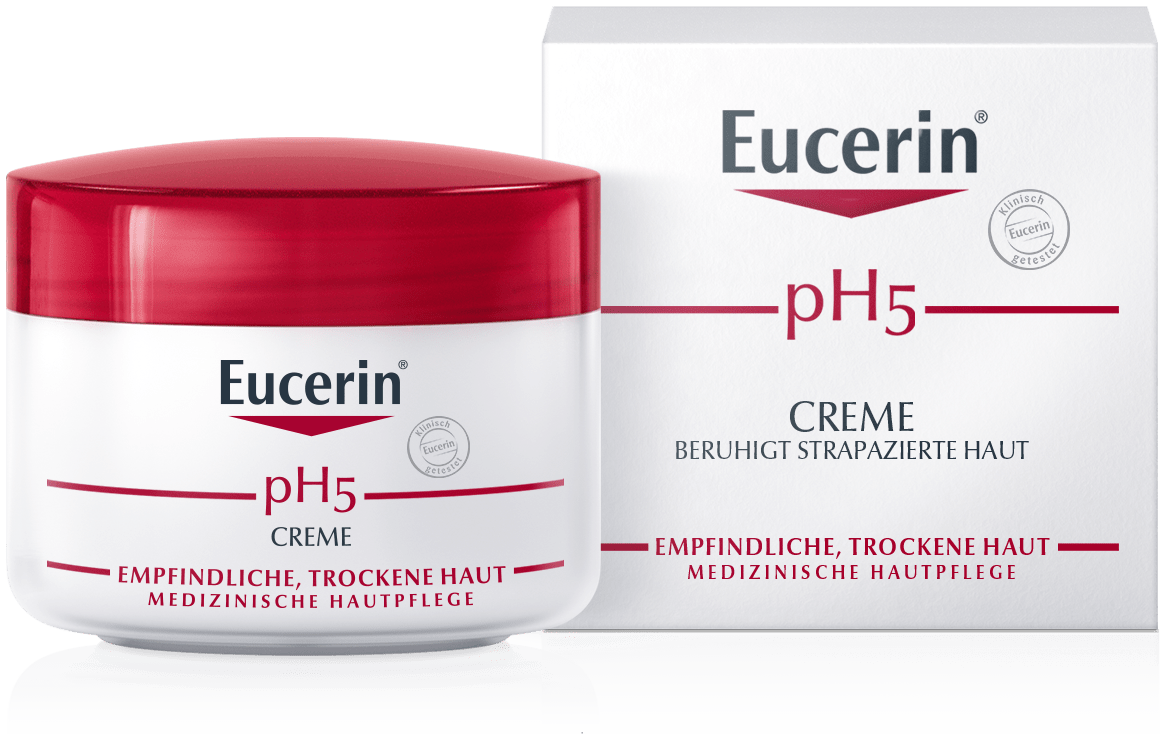 Eucerin®
pH5
CREME
EMPFINDLICHE, TROCKENE HAUT
MEDIZINISCHE HAUTPFLEGE
Klinisch
Eucerin
getestet
Eucerin®
pH5
CREME
BERUHIGT STRAPAZIERTE HAUT
EMPFINDLICHE, TROCKENE HAUT
MEDIZINISCHE HAUTPFLEGE
Klinisch
Eucerin
getestet